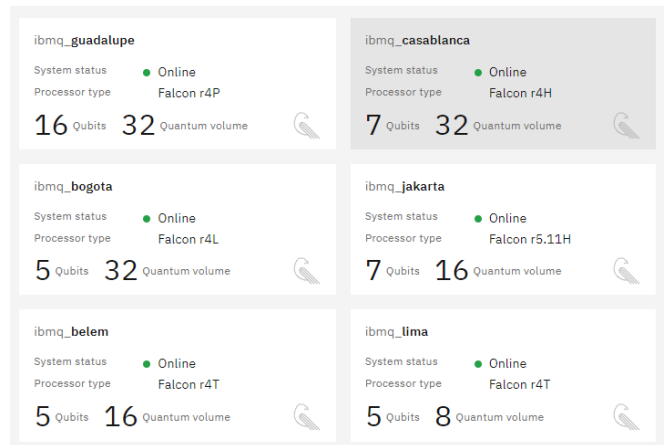 ibmq_guadalupe
System status Online
Processor type Falcon r4P
16 Qubits 32 Quantum volume
ibmq_casablanca
System status Online
Processor type Falcon r4H
7 Qubits 32 Quantum volume
ibmq_bogota
System status Online
Processor type Falcon r4L
5 Qubits 32 Quantum volume
ibmq_jakarta
System status Online
Processor type Falcon r5.11H
7 Qubits 16 Quantum volume
ibmq_belem
System status Online
Processor type Falcon r4T
5 Qubits 16 Quantum volume
ibmq_lima
System status Online
Processor type Falcon r4T
5 Qubits 8 Quantum volume